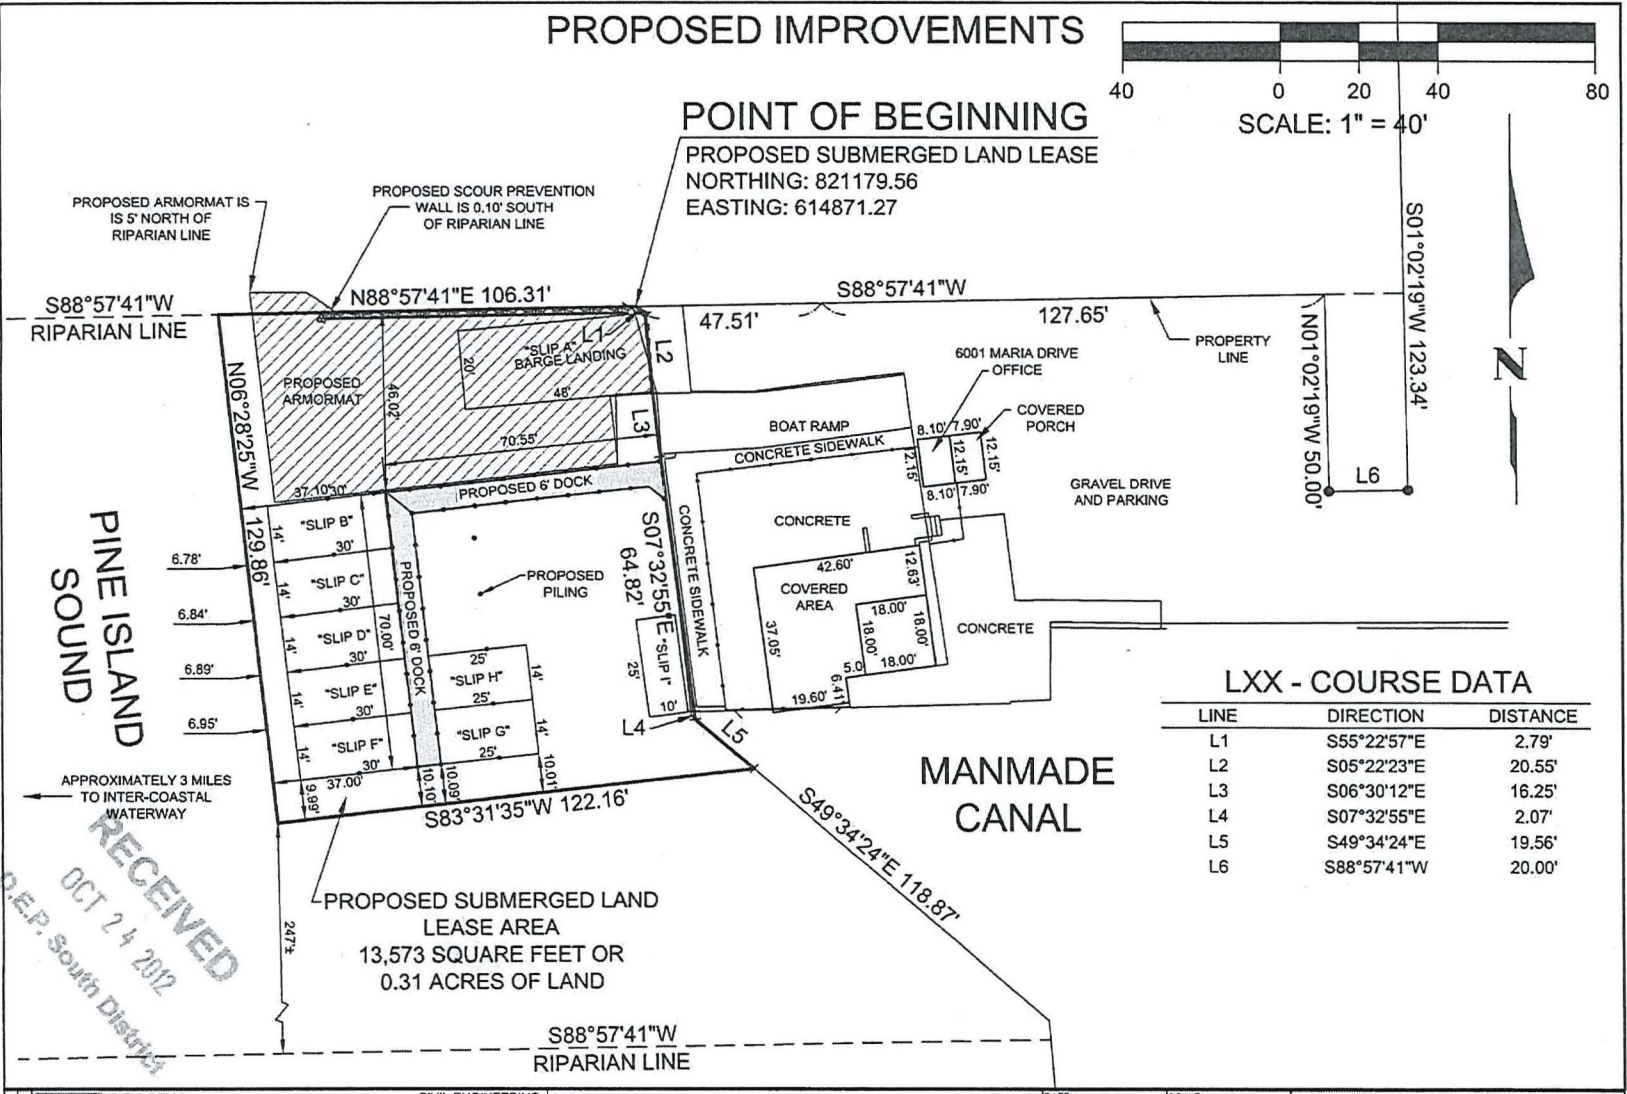 PROPOSED IMPROVEMENTS
40 0 20 40 80
SCALE: 1" = 40'
POINT OF BEGINNING
PROPOSED SUBMERGED LAND LEASE
NORTHING: 821179.56
EASTING: 614871.27
PROPOSED ARMORMAT IS
IS 5' NORTH OF
RIPARIAN LINE
PROPOSED SCOUR PREVENTION
WALL IS 0.10' SOUTH
OF RIPARIAN LINE
S88°57'41"W
RIPARIAN LINE
N88°57'41"E 106.31'
S88°57'41"W
47.51'
127.65'
PROPERTY
LINE
S01°02'19"W 123.34'
N01°02'19"W 50.00'
L6
N
L1
L2
L3
"SLIP A"
BARGE LANDING
20'
48'
PROPOSED
ARMORMAT
46.02'
70.55'
N06°28'25"W 129.86'
37.10'
30'
PROPOSED 6' DOCK
6001 MARIA DRIVE
OFFICE
COVERED
PORCH
BOAT RAMP
CONCRETE SIDEWALK
8.10' 7.90'
12.15'
12.15'
12.15'
8.10' 7.90'
GRAVEL DRIVE
AND PARKING
CONCRETE
PINE ISLAND
SOUND
6.78'
6.84'
6.89'
6.95'
"SLIP B"
14'
30'
"SLIP C"
14'
30'
"SLIP D"
14'
30'
"SLIP E"
14'
30'
"SLIP F"
14'
30'
70.00'
PROPOSED 6' DOCK
PROPOSED
PILING
S07°32'55"E
64.82'
CONCRETE SIDEWALK
25'
"SLIP H"
14'
25'
"SLIP G"
14'
25'
"SLIP I"
25'
10'
L4
L5
42.60'
COVERED
AREA
12.63'
37.05'
18.00'
18.00'
18.00'
18.00'
5.0
6.41'
19.60'
CONCRETE
37.00'
9.99'
10.10'
10.09'
10.01'
S83°31'35"W 122.16'
APPROXIMATELY 3 MILES
TO INTER-COASTAL
WATERWAY
MANMADE
CANAL
S49°34'24"E 118.87'
LXX - COURSE DATA
LINE DIRECTION DISTANCE
L1 S55°22'57"E 2.79'
L2 S05°22'23"E 20.55'
L3 S06°30'12"E 16.25'
L4 S07°32'55"E 2.07'
L5 S49°34'24"E 19.56'
L6 S88°57'41"W 20.00'
PROPOSED SUBMERGED LAND
LEASE AREA
13,573 SQUARE FEET OR
0.31 ACRES OF LAND
247'±
RECEIVED
OCT 24 2012
D.E.P. South District
S88°57'41"W
RIPARIAN LINE
CIVIL ENGINEERING